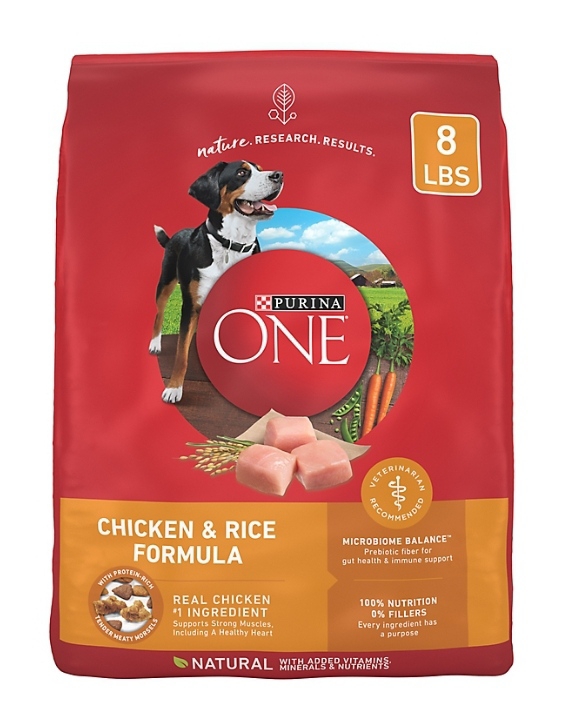 nature. RESEARCH. RESULTS.
8
LBS
PURINA
ONE®
VETERINARIAN
RECOMMENDED
CHICKEN & RICE
FORMULA
MICROBIOME BALANCE™
Prebiotic fiber for
gut health & immune support
WITH PROTEIN-RICH
TENDER MEATY MORSELS
REAL CHICKEN
#1 INGREDIENT
Supports Strong Muscles,
Including A Healthy Heart
100% NUTRITION
0% FILLERS
Every ingredient has
a purpose
NATURAL WITH ADDED VITAMINS,
MINERALS & NUTRIENTS